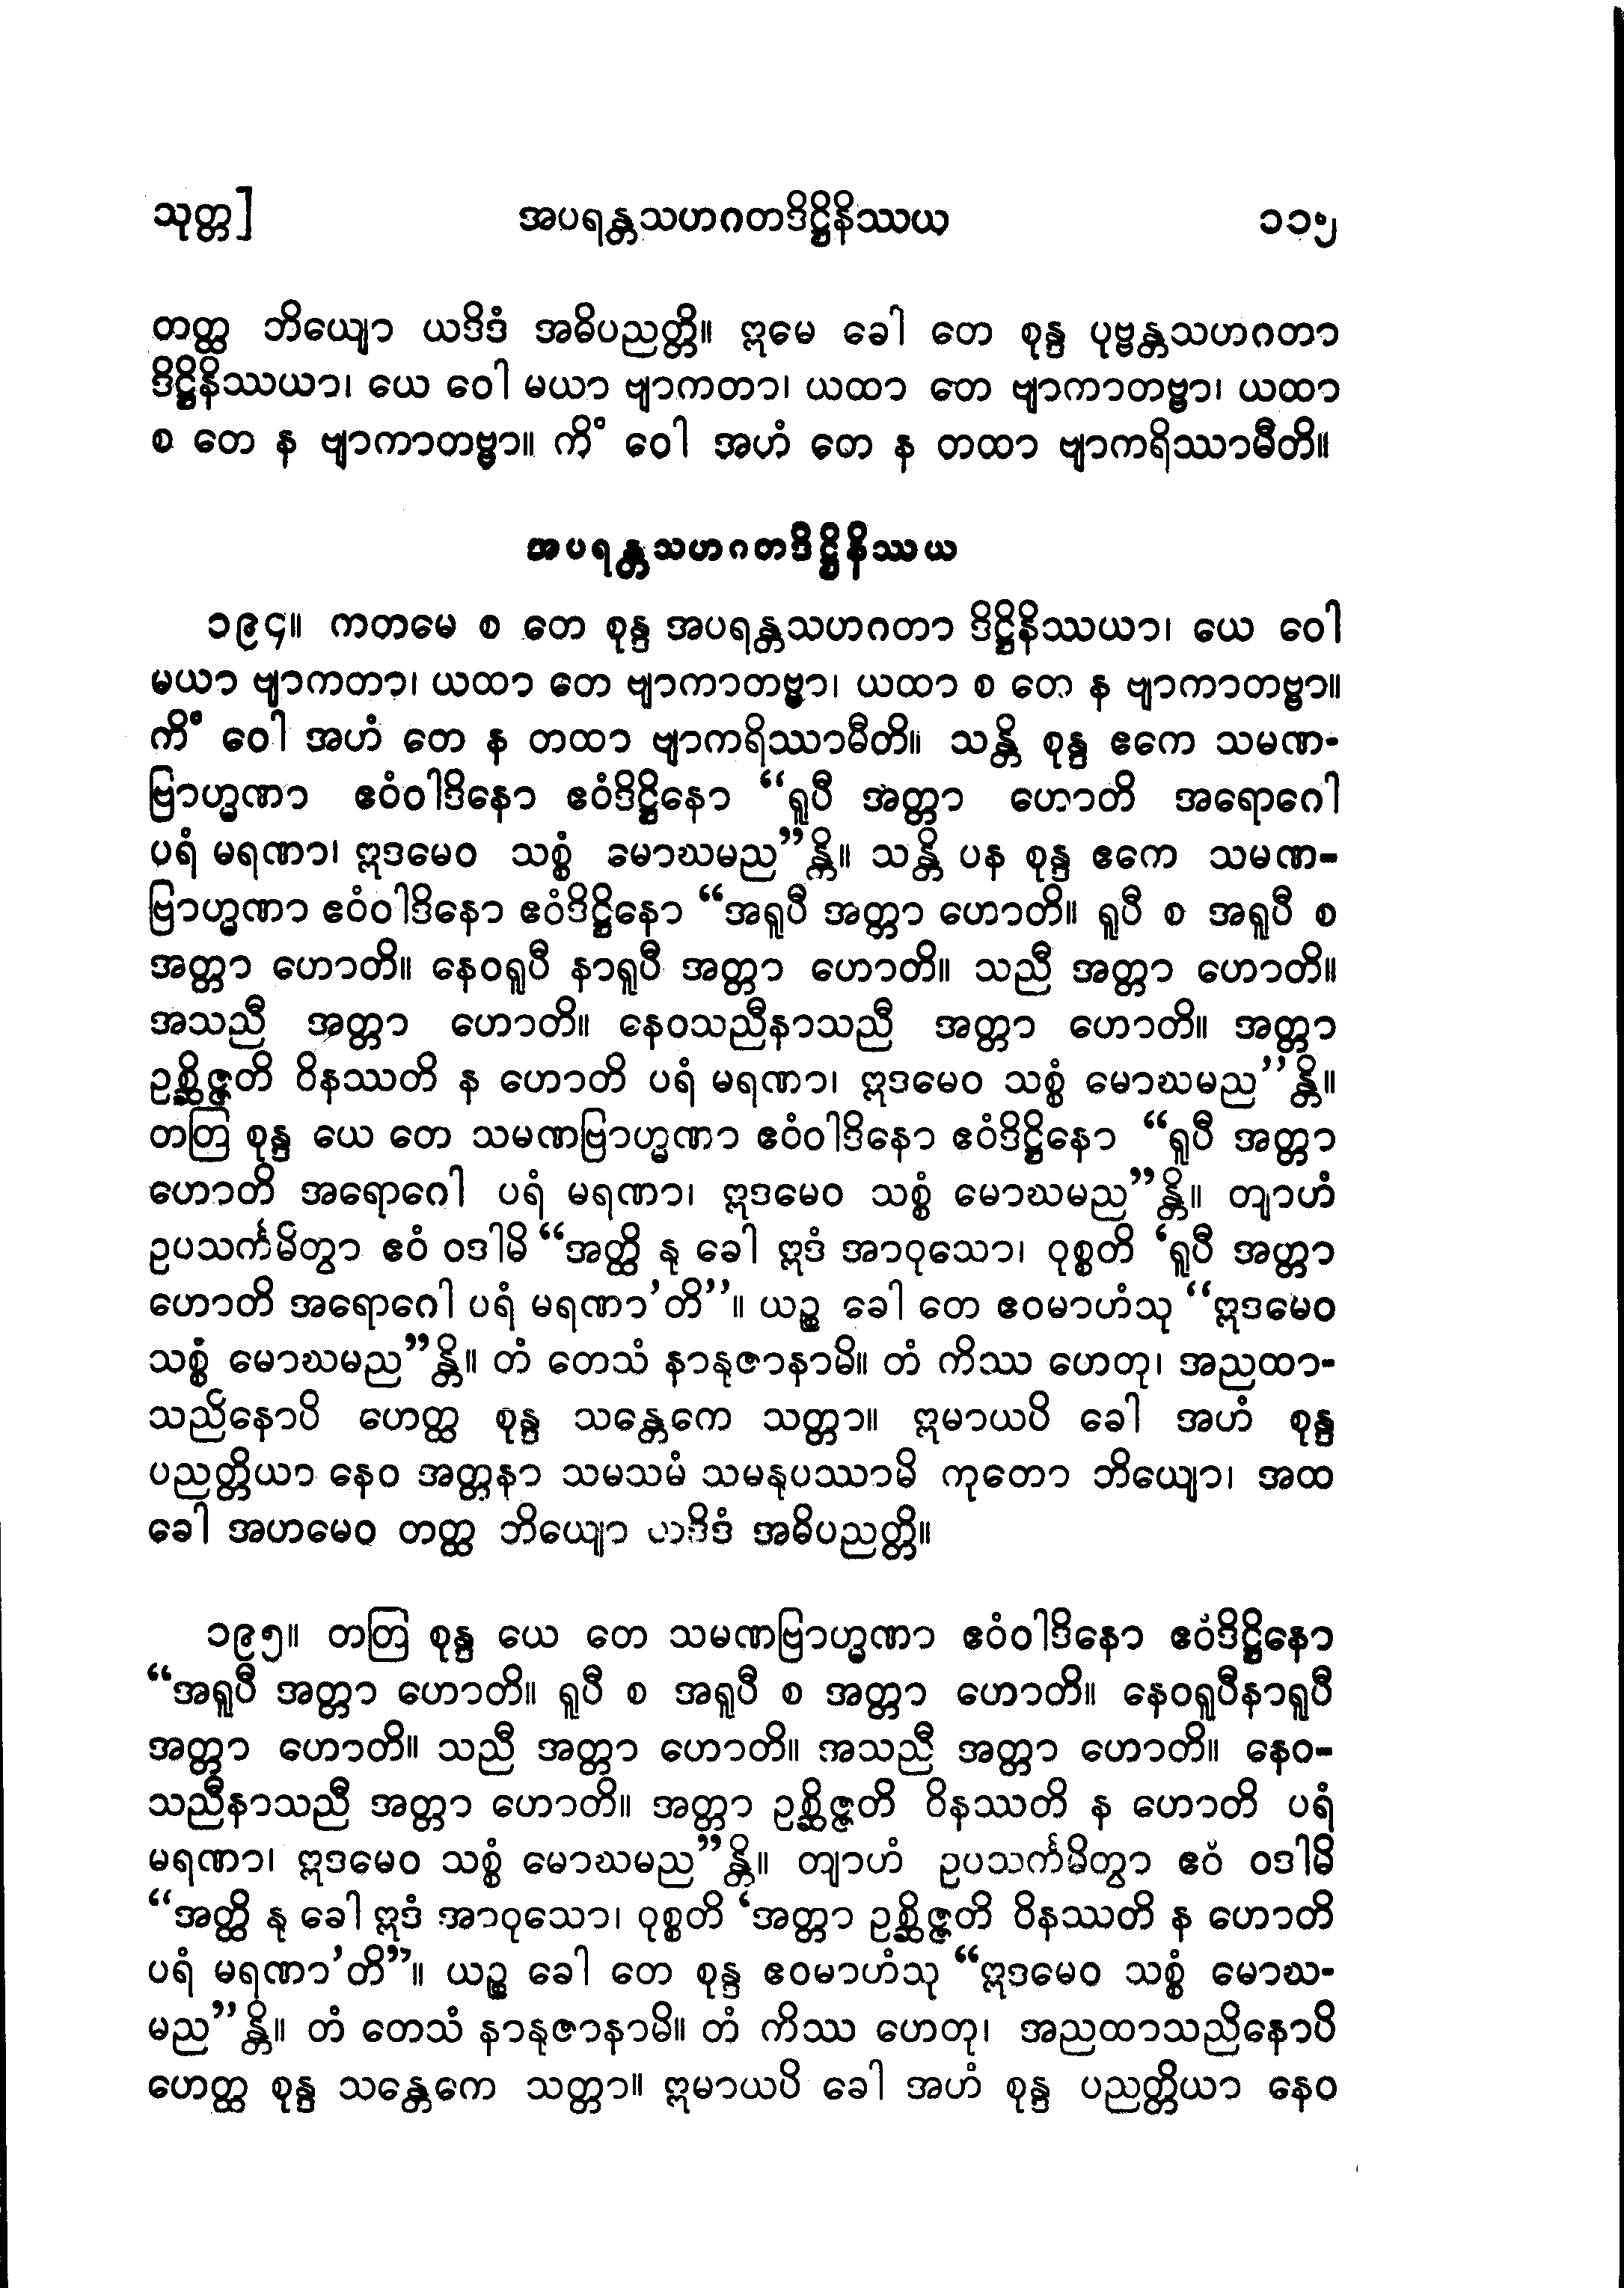 သုတ္တ] အပရန္တသဟဂတဒိဋ္ဌိနိဿယ ၁၁၅
တတ္ထ ဘိယျော ယဒိဒံ အဓိပညတ္တိ။ ဣမေ ခေါ တေ စုန္ဒ ပုဗ္ဗန္တသဟဂတာ
ဒိဋ္ဌိနိဿယာ၊ ယေ ဝေါ မယာ ဗျာကတာ၊ ယထာ တေ ဗျာကာတဗ္ဗာ၊ ယထာ
စ တေ န ဗျာကာတဗ္ဗာ။ ကိံ ဝေါ အဟံ တေ န တထာ ဗျာကရိဿာမီတိ။
အပရန္တသဟဂတဒိဋ္ဌိနိဿယ
၁၉၄။ ကတမေ စ တေ စုန္ဒ အပရန္တသဟဂတာ ဒိဋ္ဌိနိဿယာ၊ ယေ ဝေါ
မယာ ဗျာကတာ၊ ယထာ တေ ဗျာကာတဗ္ဗာ၊ ယထာ စ တေ န ဗျာကာတဗ္ဗာ။
ကိံ ဝေါ အဟံ တေ န တထာ ဗျာကရိဿာမီတိ။ သန္တိ စုန္ဒ ဧကေ သမဏ-
ဗြာဟ္မဏာ ဧဝံဝါဒိနော ဧဝံဒိဋ္ဌိနော “ရူပီ အတ္တာ ဟောတိ အရောဂေါ
ပရံ မရဏာ၊ ဣဒမေဝ သစ္စံ မောဃမည”န္တိ။ သန္တိ ပန စုန္ဒ ဧကေ သမဏ-
ဗြာဟ္မဏာ ဧဝံဝါဒိနော ဧဝံဒိဋ္ဌိနော “အရူပီ အတ္တာ ဟောတိ။ ရူပီ စ အရူပီ စ
အတ္တာ ဟောတိ။ နေဝရူပီ နာရူပီ အတ္တာ ဟောတိ။ သညီ အတ္တာ ဟောတိ။
အသညီ အတ္တာ ဟောတိ။ နေဝသညီနာသညီ အတ္တာ ဟောတိ။ အတ္တာ
ဥစ္ဆိဇ္ဇတိ ဝိနဿတိ န ဟောတိ ပရံ မရဏာ၊ ဣဒမေဝ သစ္စံ မောဃမည”န္တိ။
တတြ စုန္ဒ ယေ တေ သမဏဗြာဟ္မဏာ ဧဝံဝါဒိနော ဧဝံဒိဋ္ဌိနော “ရူပီ အတ္တာ
ဟောတိ အရောဂေါ ပရံ မရဏာ၊ ဣဒမေဝ သစ္စံ မောဃမည”န္တိ။ တျာဟံ
ဥပသင်္ကမိတွာ ဧဝံ ဝဒါမိ “အတ္ထိ နု ခေါ ဣဒံ အာဝုသော၊ ဝုစ္စတိ ‘ရူပီ အတ္တာ
ဟောတိ အရောဂေါ ပရံ မရဏာ’တိ”။ ယဉ္စ ခေါ တေ ဧဝမာဟံသု “ဣဒမေဝ
သစ္စံ မောဃမည”န္တိ။ တံ တေသံ နာနုဇာနာမိ။ တံ ကိဿ ဟေတု၊ အညထာ-
သညိနောပိ ဟေတ္ထ စုန္ဒ သန္တေကေ သတ္တာ။ ဣမာယပိ ခေါ အဟံ စုန္ဒ
ပညတ္တိယာ နေဝ အတ္တနာ သမသမံ သမနုပဿာမိ ကုတော ဘိယျော၊ အထ
ခေါ အဟမေဝ တတ္ထ ဘိယျော ယဒိဒံ အဓိပညတ္တိ။
၁၉၅။ တတြ စုန္ဒ ယေ တေ သမဏဗြာဟ္မဏာ ဧဝံဝါဒိနော ဧဝံဒိဋ္ဌိနော
“အရူပီ အတ္တာ ဟောတိ။ ရူပီ စ အရူပီ စ အတ္တာ ဟောတိ။ နေဝရူပီနာရူပီ
အတ္တာ ဟောတိ။ သညီ အတ္တာ ဟောတိ။ အသညီ အတ္တာ ဟောတိ။ နေဝ-
သညီနာသညီ အတ္တာ ဟောတိ။ အတ္တာ ဥစ္ဆိဇ္ဇတိ ဝိနဿတိ န ဟောတိ ပရံ
မရဏာ၊ ဣဒမေဝ သစ္စံ မောဃမည”န္တိ။ တျာဟံ ဥပသင်္ကမိတွာ ဧဝံ ဝဒါမိ
“အတ္ထိ နု ခေါ ဣဒံ အာဝုသော၊ ဝုစ္စတိ ‘အတ္တာ ဥစ္ဆိဇ္ဇတိ ဝိနဿတိ န ဟောတိ
ပရံ မရဏာ’တိ”။ ယဉ္စ ခေါ တေ စုန္ဒ ဧဝမာဟံသု “ဣဒမေဝ သစ္စံ မောဃ-
မည”န္တိ။ တံ တေသံ နာနုဇာနာမိ။ တံ ကိဿ ဟေတု၊ အညထာသညိနောပိ
ဟေတ္ထ စုန္ဒ သန္တေကေ သတ္တာ။ ဣမာယပိ ခေါ အဟံ စုန္ဒ ပညတ္တိယာ နေဝ